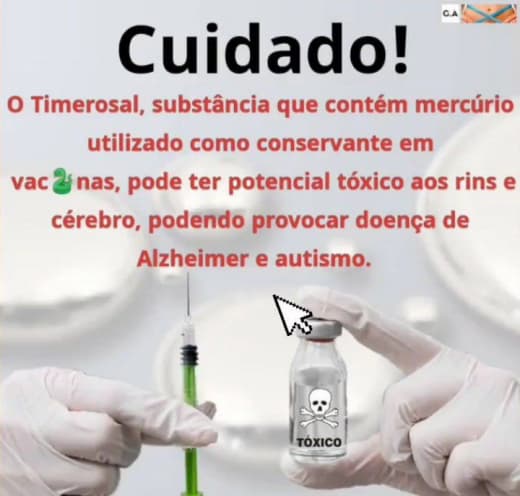 C.A
Cuidado!
O Timerosal, substância que contém mercúrio
utilizado como conservante em
vac🐍nas, pode ter potencial tóxico aos rins e
cérebro, podendo provocar doença de
Alzheimer e autismo.
TÓXICO